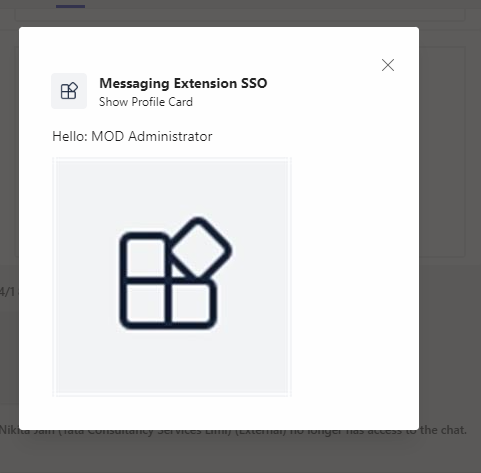 Messaging Extension SSO
Show Profile Card
Hello: MOD Administrator
4/1
Nikita Jain (Tata Consultancy Services Limi) (External) no longer has access to the chat.